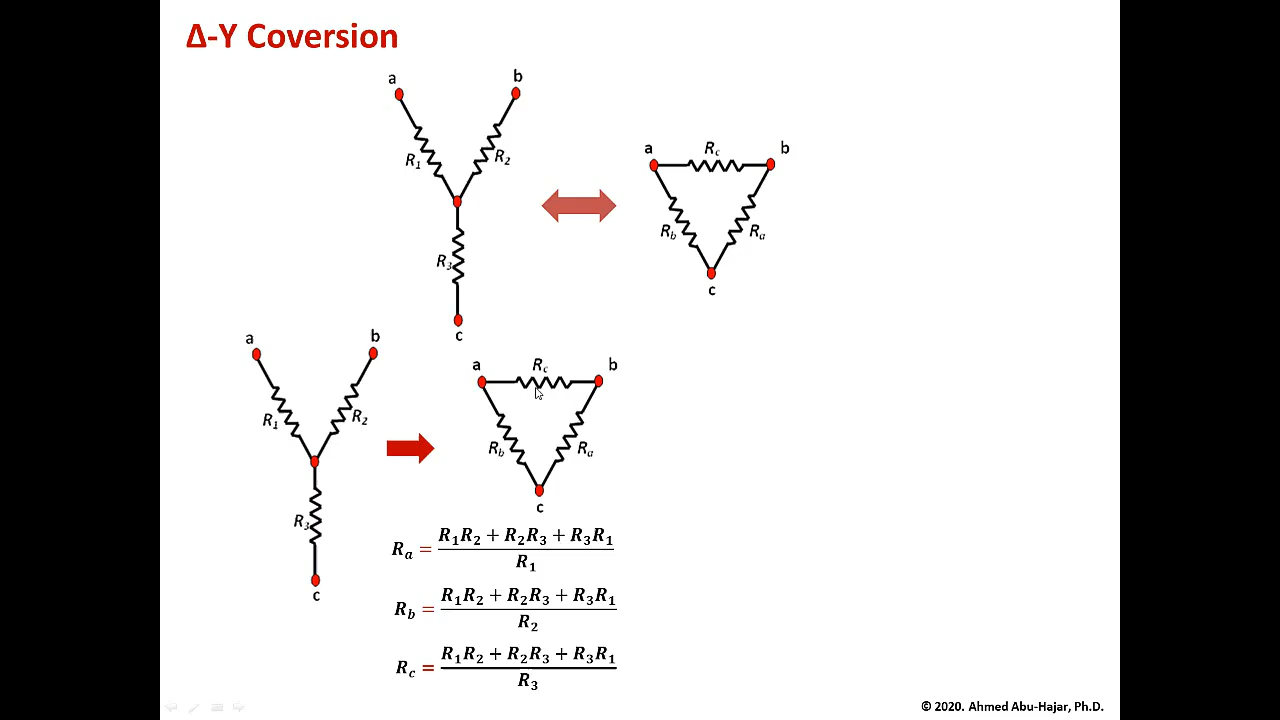 Δ-Y Coversion
a
b
R1
R2
R3
c
a
Rc
b
Rb
Ra
c
a
b
R1
R2
R3
c
a
Rc
b
Rb
Ra
c
Ra = (R1R2 + R2R3 + R3R1) / R1
Rb = (R1R2 + R2R3 + R3R1) / R2
Rc = (R1R2 + R2R3 + R3R1) / R3
© 2020. Ahmed Abu-Hajar, Ph.D.